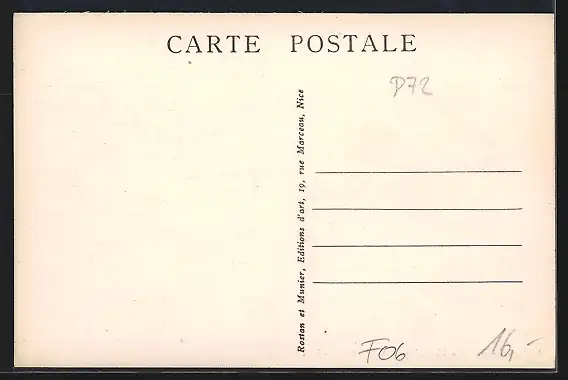 CARTE POSTALE
Rostan et Munier, Editions d'art, 19, rue Marceau, Nice
P72
F06
16,-